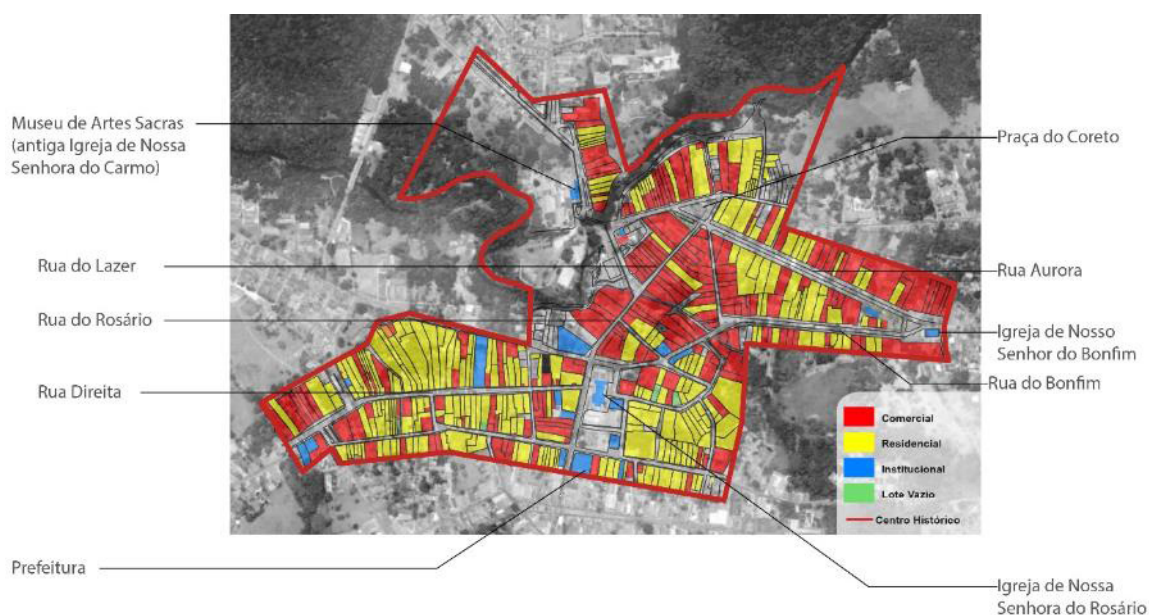 Museu de Artes Sacras
(antiga Igreja de Nossa
Senhora do Carmo)
Rua do Lazer
Rua do Rosário
Rua Direita
Prefeitura
Praça do Coreto
Rua Aurora
Igreja de Nosso
Senhor do Bonfim
Rua do Bonfim
Comercial
Residencial
Institucional
Lote Vazio
Centro Histórico
Igreja de Nossa
Senhora do Rosário